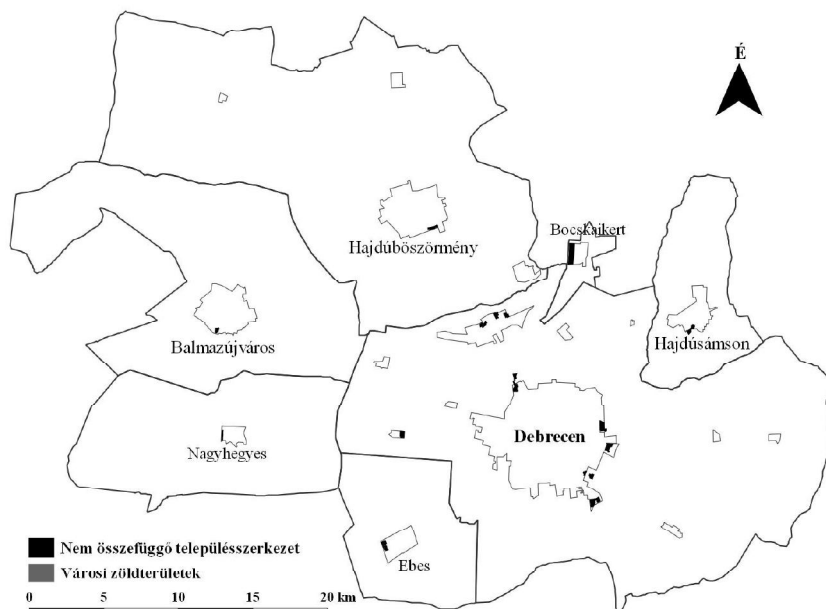 É
Bocskaikert
Hajdúböszörmény
Hajdúsámson
Balmazújváros
Debrecen
Nagyhegyes
Ebes
Nem összefüggő településszerkezet
Városi zöldterületek
0 5 10 15 20 km